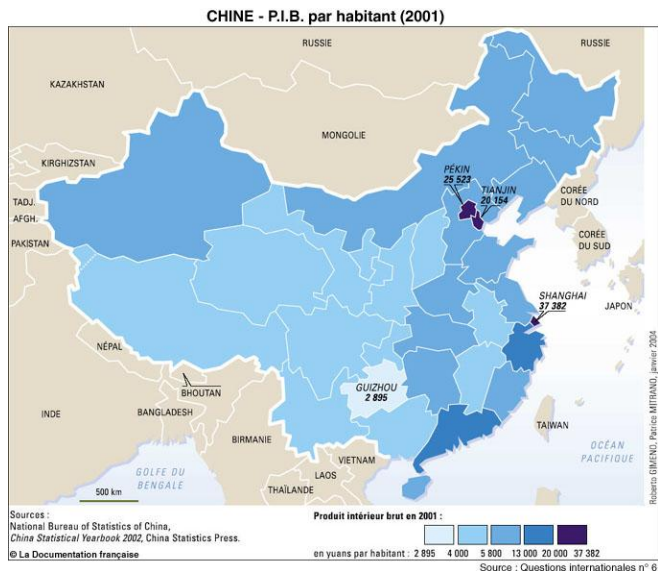 CHINE - P.I.B. par habitant (2001)
RUSSIE
RUSSIE
KAZAKHSTAN
MONGOLIE
KIRGHIZSTAN
PÉKIN
25 523
TIANJIN
20 154
TADJ.
AFGH.
PAKISTAN
CORÉE
DU NORD
CORÉE
DU SUD
SHANGHAI
37 382
JAPON
NÉPAL
BHOUTAN
GUIZHOU
2 895
INDE
BANGLADESH
BIRMANIE
TAIWAN
VIETNAM
LAOS
THAÏLANDE
GOLFE DU
BENGALE
OCÉAN
PACIFIQUE
500 km
Roberto GIMENO, Patrice MITRANO, janvier 2004
Sources :
National Bureau of Statistics of China,
China Statistical Yearbook 2002, China Statistics Press.
© La Documentation française
Produit intérieur brut en 2001 :
en yuans par habitant : 2 895 4 000 5 800 13 000 20 000 37 382
Source : Questions internationales n° 6